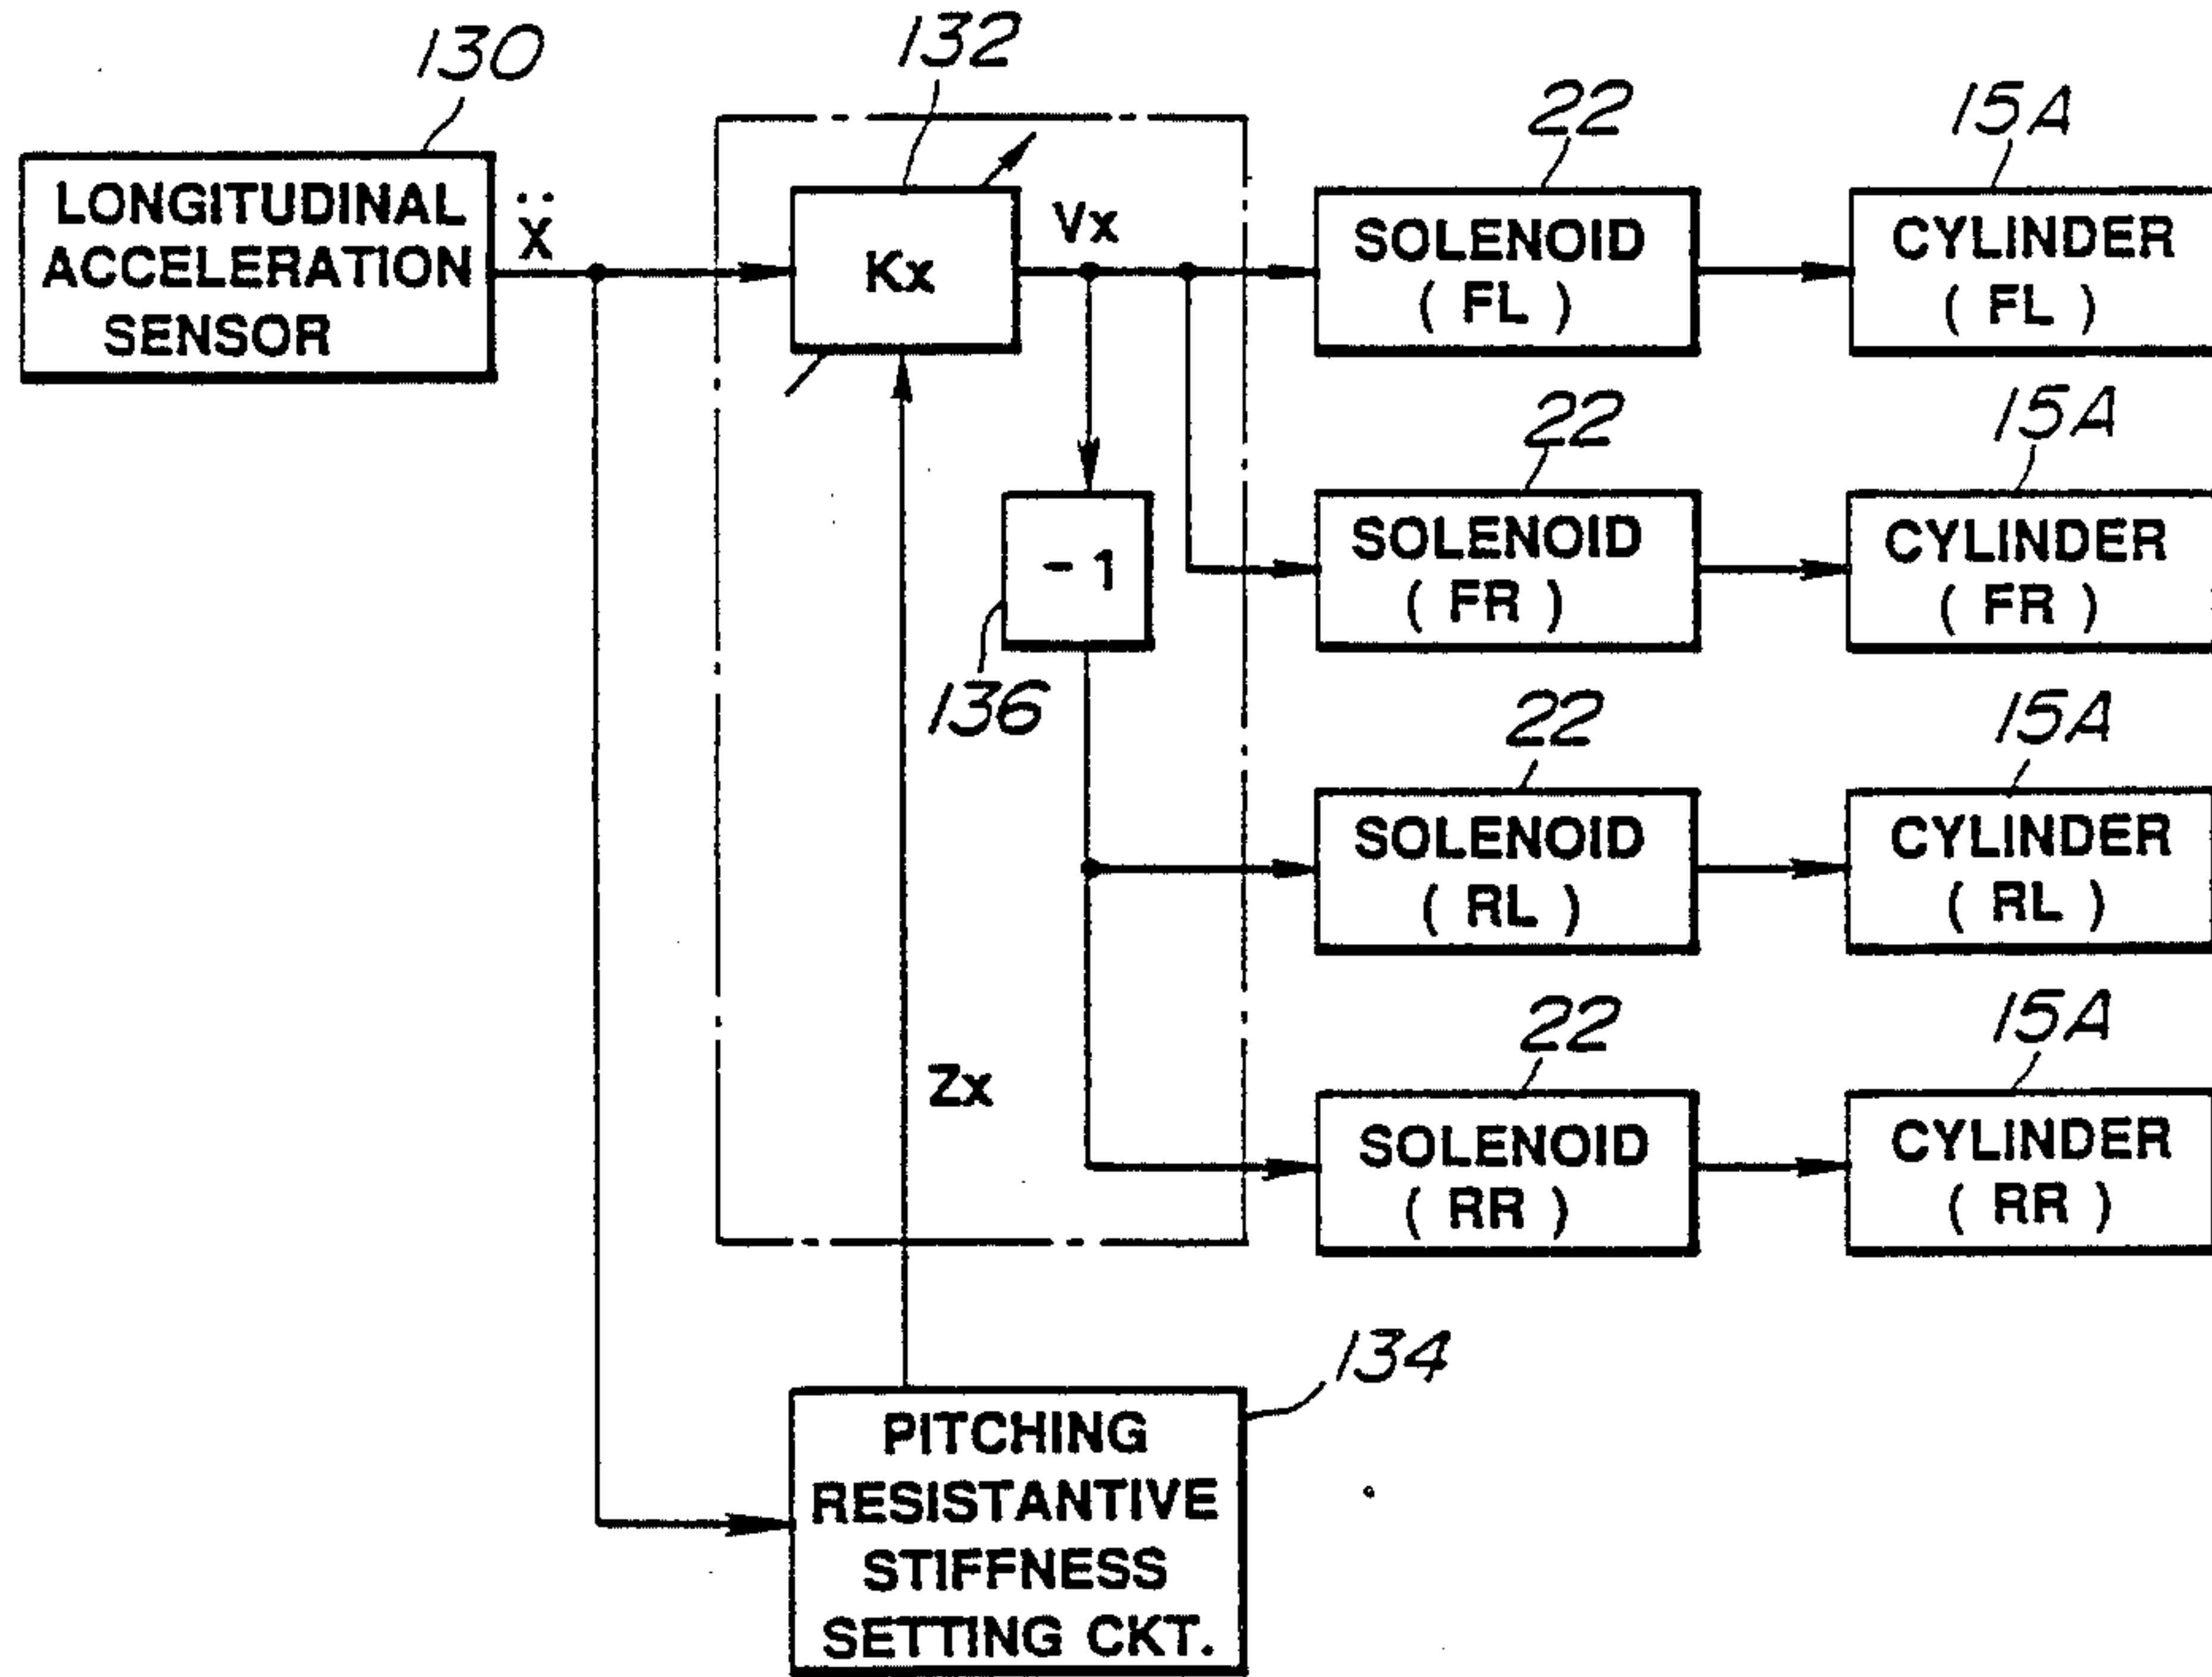 130
132
22
15A
LONGITUDINAL
ACCELERATION
SENSOR
Ẍ
Kx
Vx
SOLENOID
( FL )
CYLINDER
( FL )
22
15A
- 1
136
SOLENOID
( FR )
CYLINDER
( FR )
22
15A
SOLENOID
( RL )
CYLINDER
( RL )
22
15A
Zx
SOLENOID
( RR )
CYLINDER
( RR )
134
PITCHING
RESISTANTIVE
STIFFNESS
SETTING CKT.